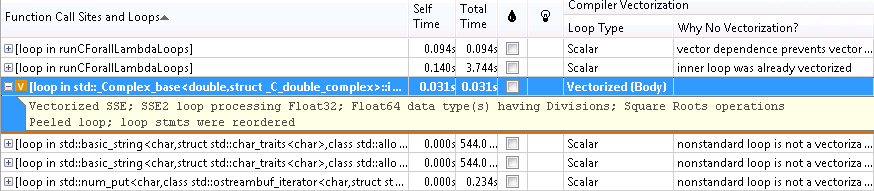 Function Call Sites and Loops Self Time Total Time Compiler Vectorization
Loop Type Why No Vectorization?
[loop in runCForallLambdaLoops] 0.094s 0.094s Scalar vector dependence prevents vector ...
[loop in runCForallLambdaLoops] 0.140s 3.744s Scalar inner loop was already vectorized
V [loop in std::_Complex_base<double,struct _C_double_complex>::i ... 0.031s 0.031s Vectorized (Body)
Vectorized SSE; SSE2 loop processing Float32; Float64 data type(s) having Divisions; Square Roots operations
Peeled loop; loop stmts were reordered
[loop in std::basic_string<char,struct std::char_traits<char>,class std::allo ... 0.000s 544.0 ... Scalar nonstandard loop is not a vectoriza ...
[loop in std::basic_string<char,struct std::char_traits<char>,class std::allo ... 0.000s 544.0 ... Scalar nonstandard loop is not a vectoriza ...
[loop in std::num_put<char,class std::ostreambuf_iterator<char,struct st ... 0.000s 0.234s Scalar nonstandard loop is not a vectoriza ...